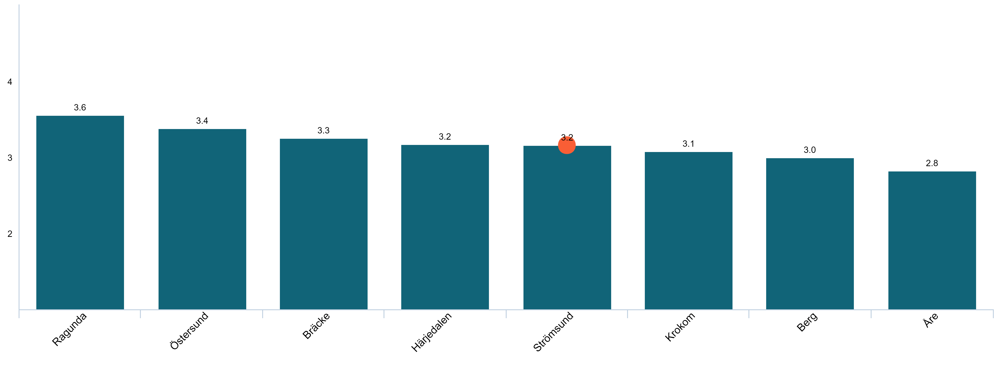 4
3
2
3.6
3.4
3.3
3.2
3.2
3.1
3.0
2.8
Ragunda
Östersund
Bräcke
Härjedalen
Strömsund
Krokom
Berg
Åre